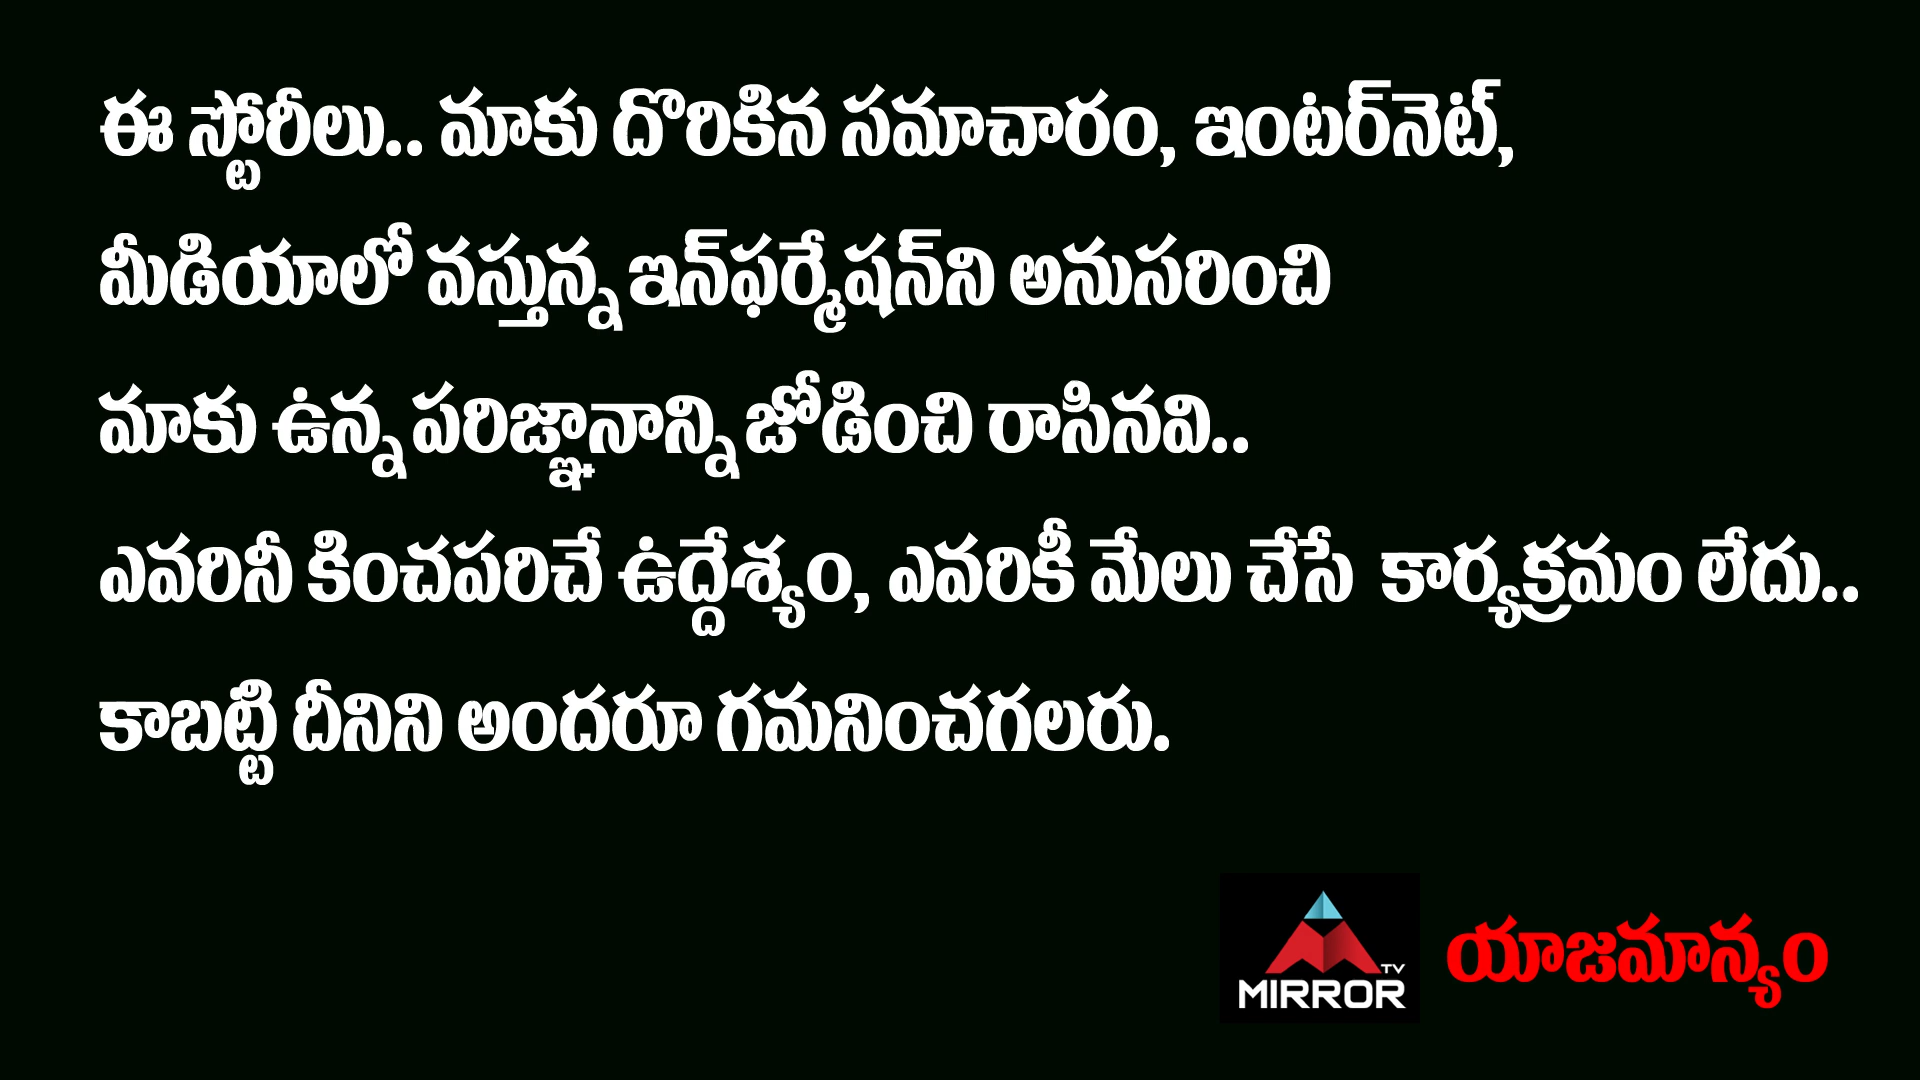 ఈ స్టోరీలు.. మాకు దొరికిన సమాచారం, ఇంటర్‌నెట్,
మీడియాలో వస్తున్న ఇన్‌ఫర్మేషన్‌ని అనుసరించి
మాకు ఉన్న పరిజ్ఞానాన్ని జోడించి రాసినవి..
ఎవరినీ కించపరిచే ఉద్దేశ్యం, ఎవరికీ మేలు చేసే కార్యక్రమం లేదు..
కాబట్టి దీనిని అందరూ గమనించగలరు.
TV
MIRROR
యాజమాన్యం